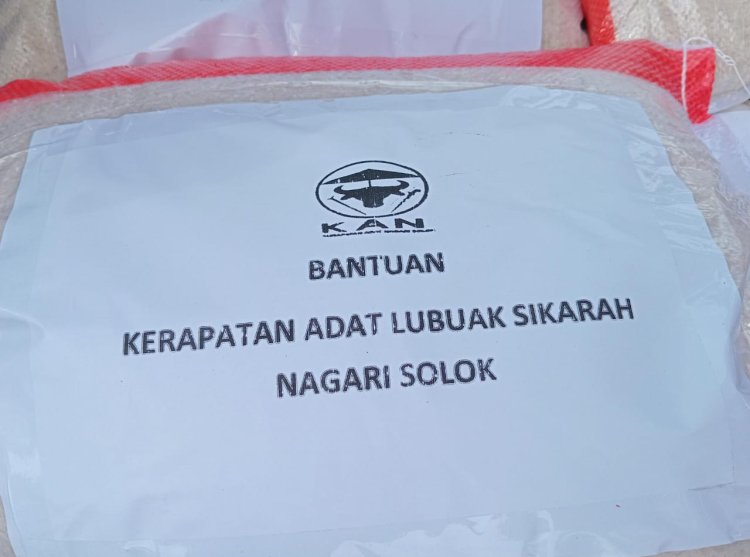 KAN
BANTUAN
KERAPATAN ADAT LUBUAK SIKARAH
NAGARI SOLOK